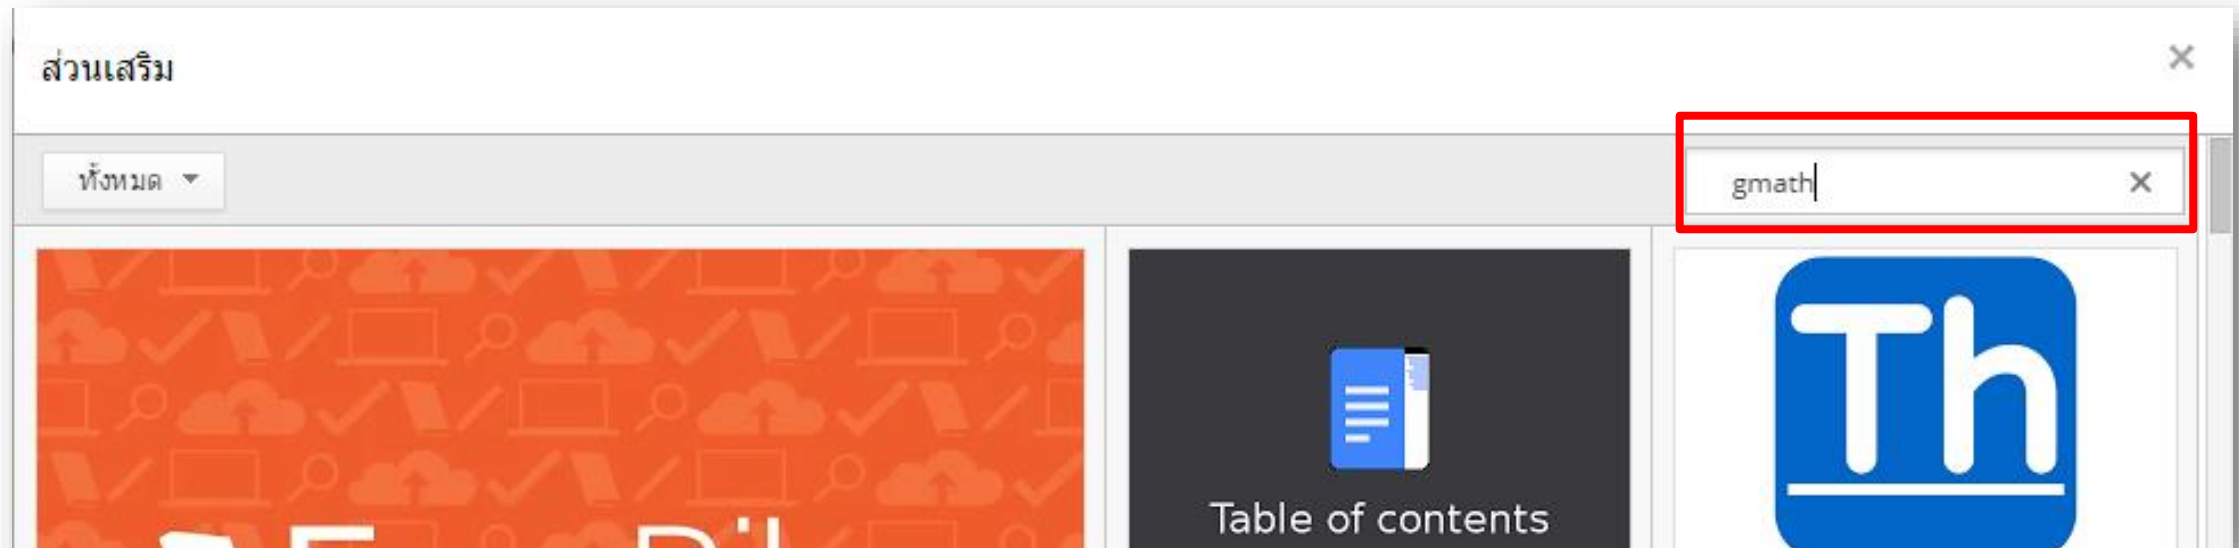 ส่วนเสริม
ทั้งหมด
gmath
Table of contents
Th